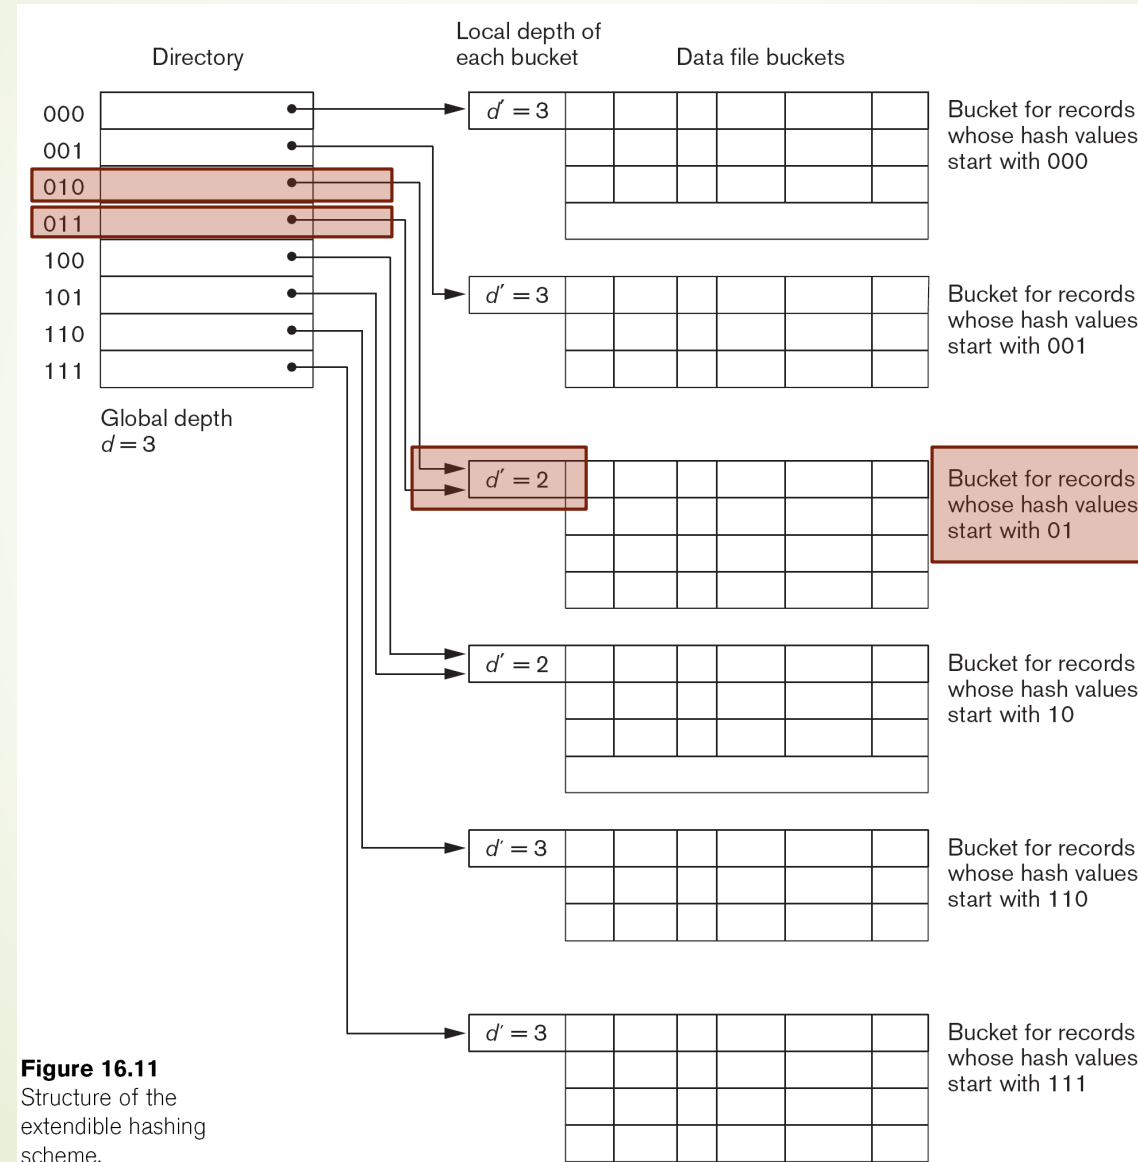 Directory
Local depth of
each bucket
Data file buckets
000
001
010
011
100
101
110
111
Global depth
d = 3
d′ = 3
Bucket for records
whose hash values
start with 000
d′ = 3
Bucket for records
whose hash values
start with 001
d′ = 2
Bucket for records
whose hash values
start with 01
d′ = 2
Bucket for records
whose hash values
start with 10
d′ = 3
Bucket for records
whose hash values
start with 110
d′ = 3
Bucket for records
whose hash values
start with 111
Figure 16.11
Structure of the
extendible hashing
scheme.